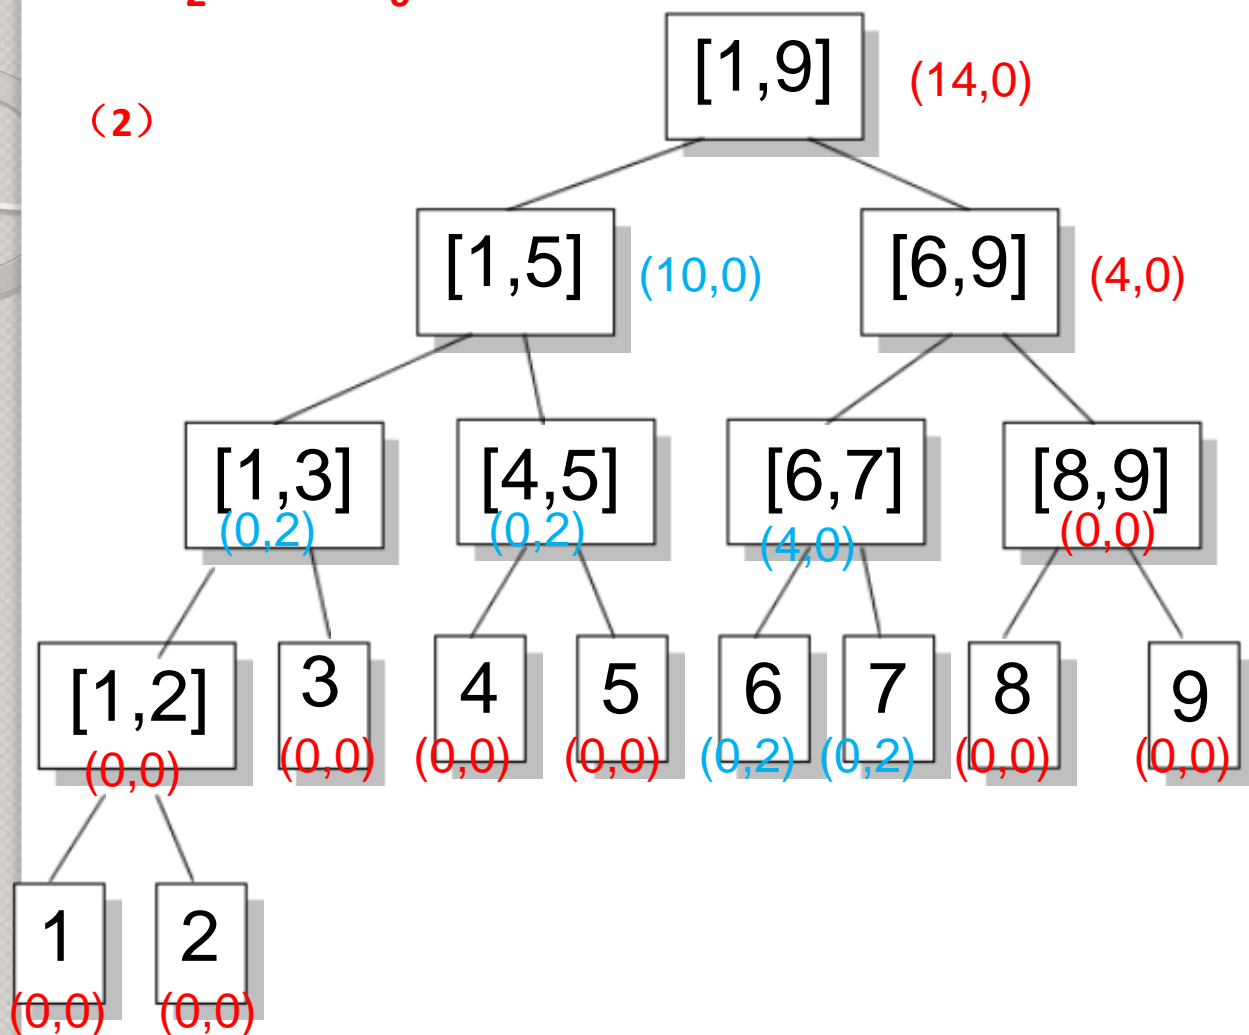 [1,9] (14,0)
（2）
[1,5] (10,0) [6,9] (4,0)
[1,3] [4,5] [6,7] [8,9]
(0,2) (0,2) (4,0) (0,0)
[1,2] 3 4 5 6 7 8 9
(0,0) (0,0) (0,0) (0,0) (0,2) (0,2) (0,0) (0,0)
1 2
(0,0) (0,0)